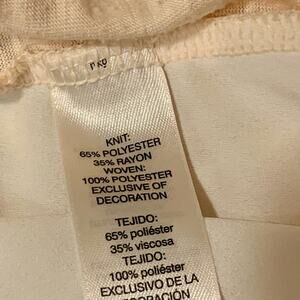 KNIT:
65% POLYESTER
35% RAYON
WOVEN:
100% POLYESTER
EXCLUSIVE OF
DECORATION
TEJIDO:
65% poliéster
35% viscosa
TEJIDO:
100% poliéster
EXCLUSIVO DE LA